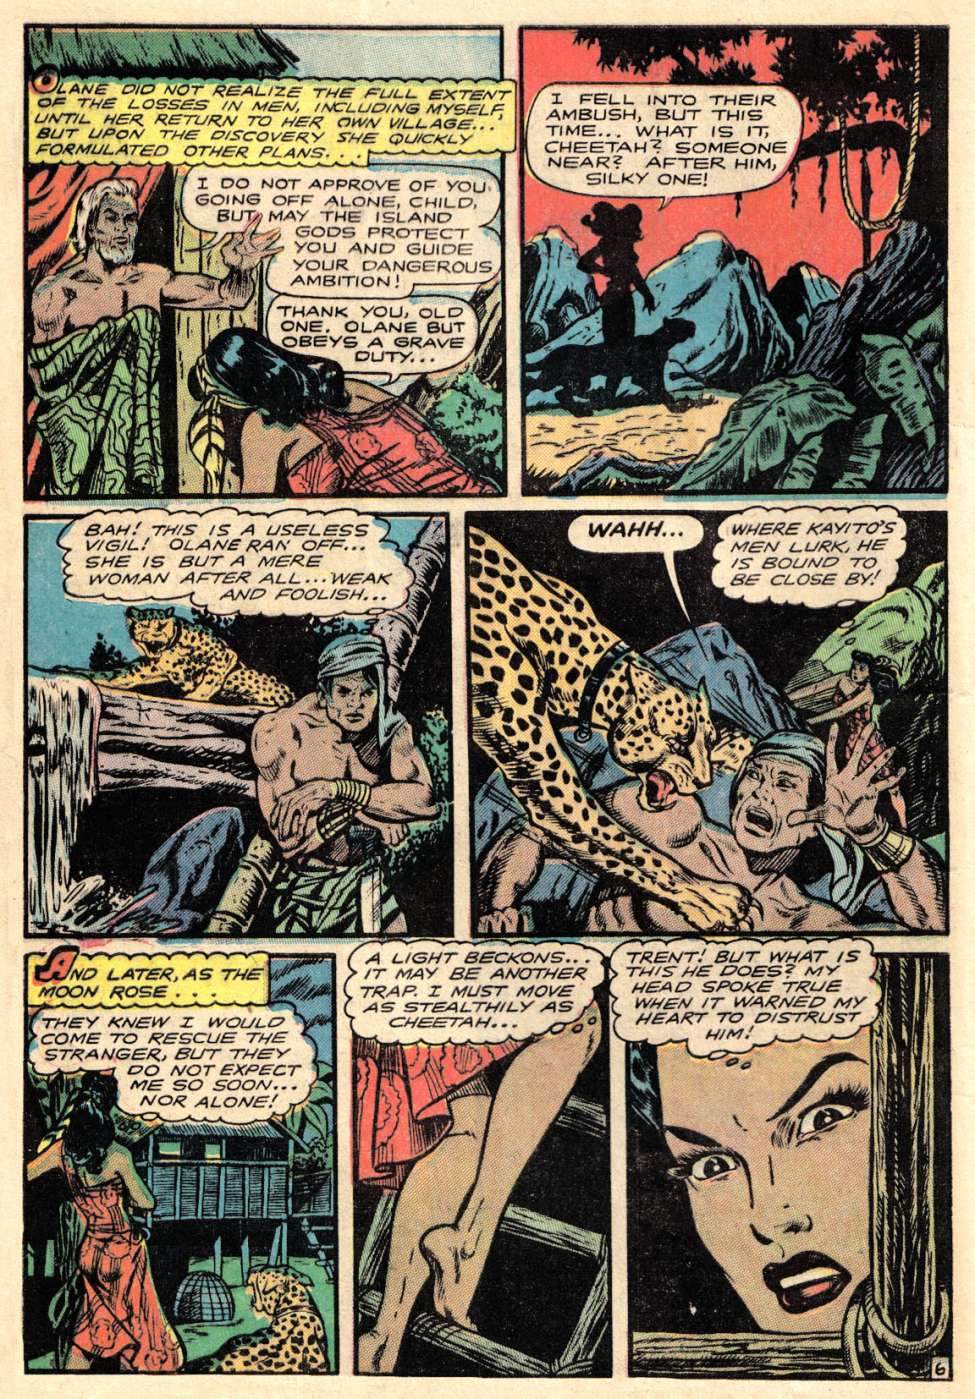 OLANE DID NOT REALIZE THE FULL EXTENT
OF THE LOSSES IN MEN, INCLUDING MYSELF,
UNTIL HER RETURN TO HER OWN VILLAGE...
BUT UPON THE DISCOVERY SHE QUICKLY
FORMULATED OTHER PLANS...
I DO NOT APPROVE OF YOU
GOING OFF ALONE, CHILD,
BUT MAY THE ISLAND
GODS PROTECT
YOU AND GUIDE
YOUR DANGEROUS
AMBITION!
THANK YOU, OLD
ONE. OLANE BUT
OBEYS A GRAVE
DUTY...
I FELL INTO THEIR
AMBUSH, BUT THIS
TIME... WHAT IS IT,
CHEETAH? SOMEONE
NEAR? AFTER HIM,
SILKY ONE!
BAH! THIS IS A USELESS
VIGIL! OLANE RAN OFF...
SHE IS BUT A MERE
WOMAN AFTER ALL...WEAK
AND FOOLISH...
WAHH...
WHERE KAYITO'S
MEN LURK, HE
IS BOUND TO
BE CLOSE BY!
AND LATER, AS THE
MOON ROSE...
THEY KNEW I WOULD
COME TO RESCUE THE
STRANGER, BUT THEY
DO NOT EXPECT
ME SO SOON...
NOR ALONE!
A LIGHT BECKONS...
IT MAY BE ANOTHER
TRAP. I MUST MOVE
AS STEALTHILY AS
CHEETAH...
TRENT! BUT WHAT IS
THIS HE DOES? MY
HEAD SPOKE TRUE
WHEN IT WARNED MY
HEART TO DISTRUST
HIM!
6